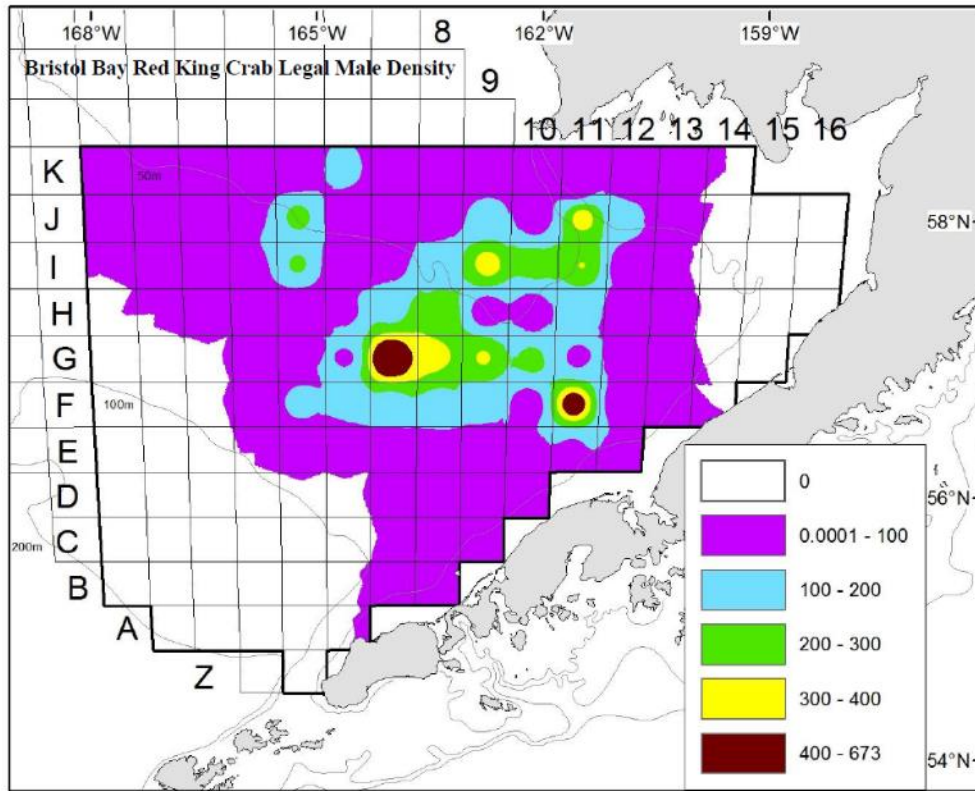 168°W 165°W 8 162°W 159°W
Bristol Bay Red King Crab Legal Male Density
9
10 11 12 13 14 15 16
K
50m
J
58°N
I
H
G
F
100m
E
D
56°N
C
200m
B
A
Z
54°N
0
0.0001 - 100
100 - 200
200 - 300
300 - 400
400 - 673